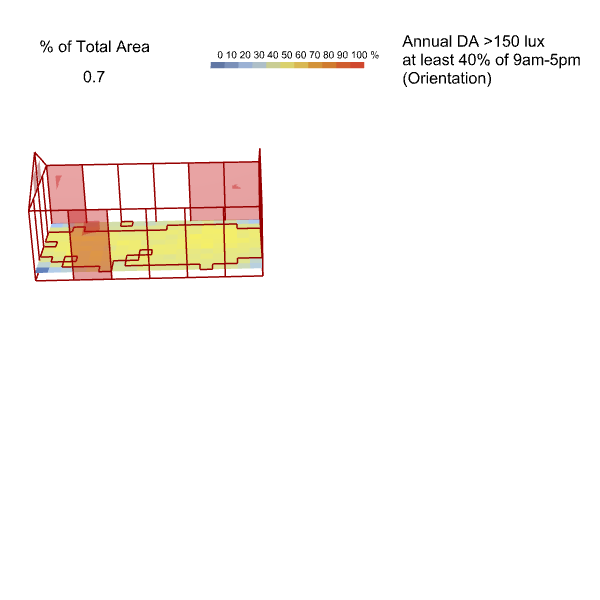 % of Total Area
0.7
0 10 20 30 40 50 60 70 80 90 100 %
Annual DA >150 lux
at least 40% of 9am-5pm
(Orientation)